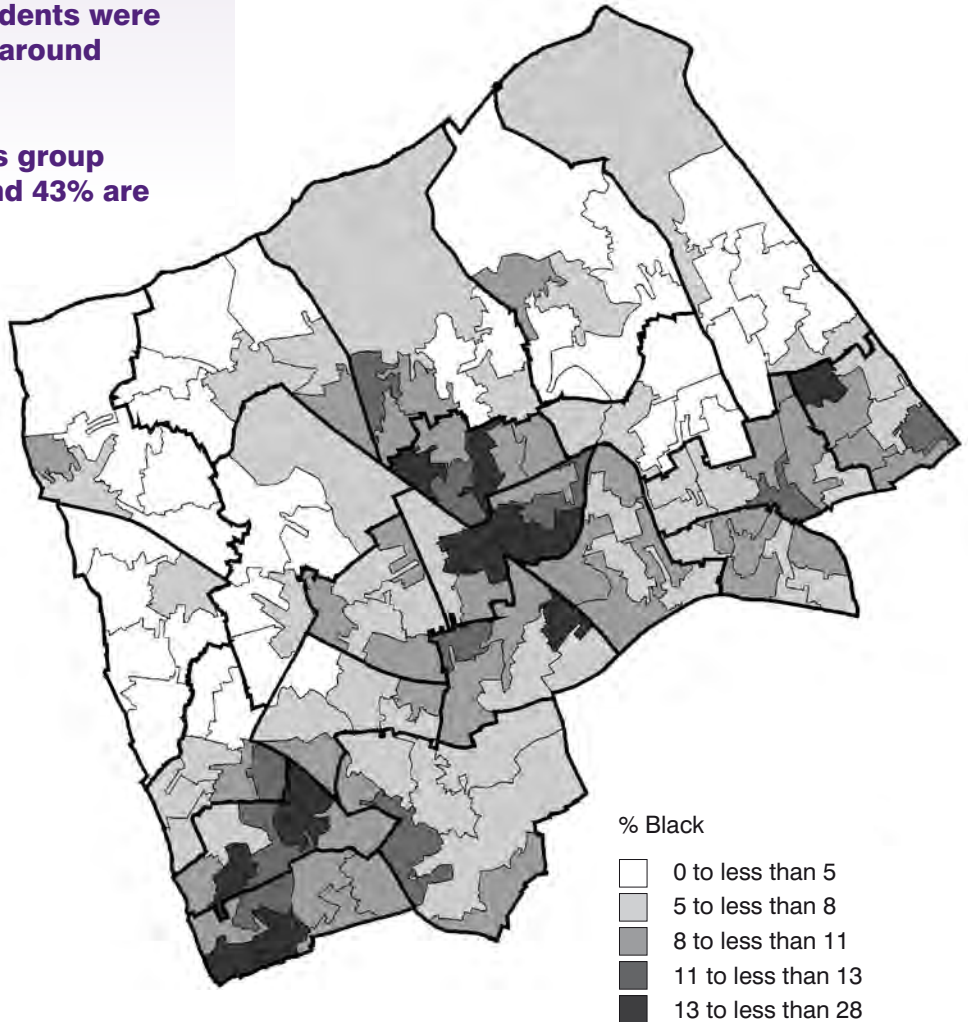 dents were
around
s group
nd 43% are
% Black
0 to less than 5
5 to less than 8
8 to less than 11
11 to less than 13
13 to less than 28